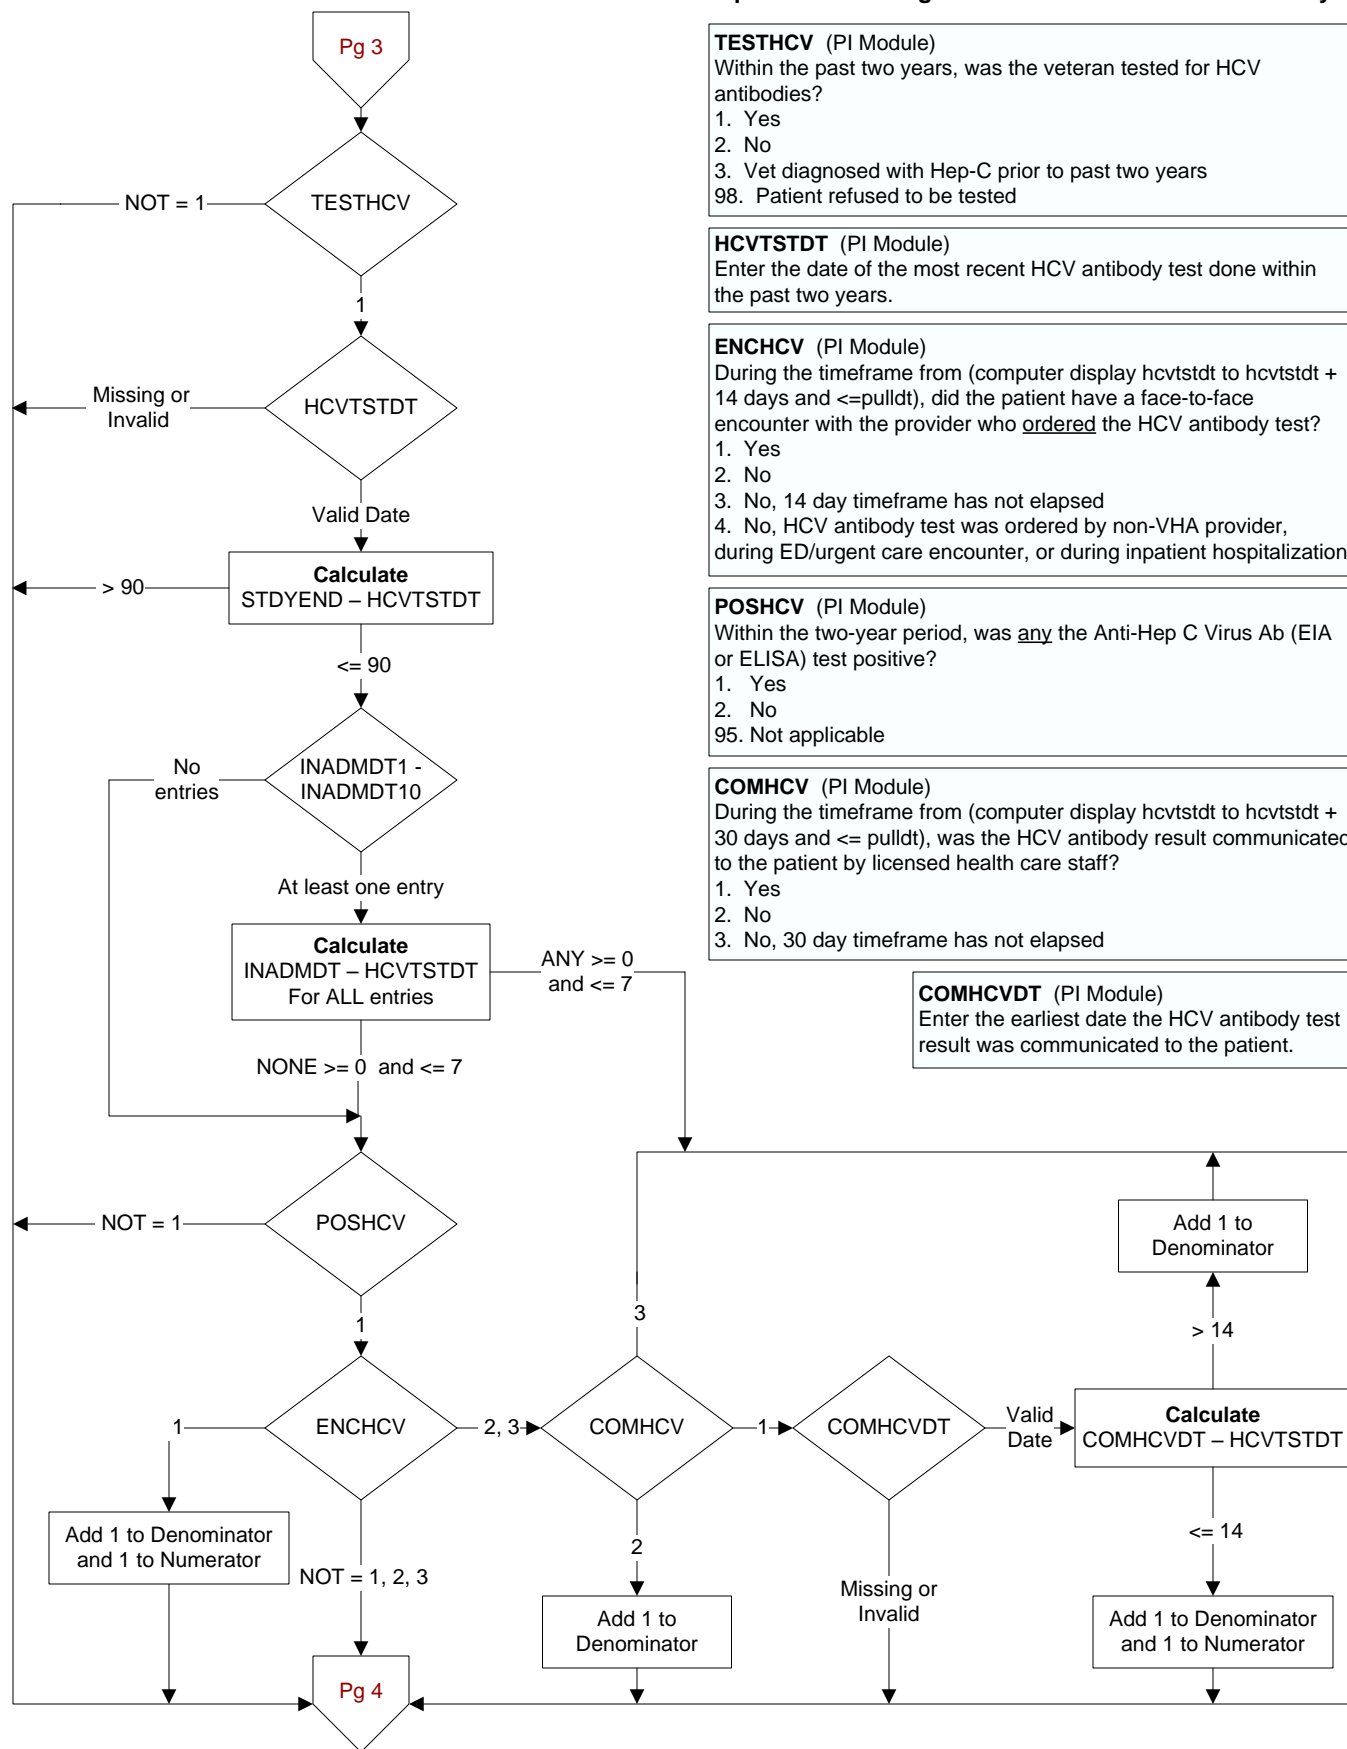 Pg 3
TESTHCV
NOT = 1
1
HCVTSTDT
Missing or
Invalid
Valid Date
Calculate
STDYEND – HCVTSTDT
> 90
<= 90
INADMDT1 -
INADMDT10
No
entries
At least one entry
Calculate
INADMDT – HCVTSTDT
For ALL entries
ANY >= 0
and <= 7
NONE >= 0 and <= 7
POSHCV
NOT = 1
1
ENCHCV
1
2, 3
Add 1 to Denominator
and 1 to Numerator
NOT = 1, 2, 3
Pg 4
COMHCV
3
1
2
Add 1 to
Denominator
COMHCVDT
Missing or
Invalid
Valid
Date
Calculate
COMHCVDT – HCVTSTDT
> 14
Add 1 to
Denominator
<= 14
Add 1 to Denominator
and 1 to Numerator
TESTHCV (PI Module)
Within the past two years, was the veteran tested for HCV
antibodies?
1. Yes
2. No
3. Vet diagnosed with Hep-C prior to past two years
98. Patient refused to be tested
HCVTSTDT (PI Module)
Enter the date of the most recent HCV antibody test done within
the past two years.
ENCHCV (PI Module)
During the timeframe from (computer display hcvtstdt to hcvtstdt +
14 days and <=pulldt), did the patient have a face-to-face
encounter with the provider who ordered the HCV antibody test?
1. Yes
2. No
3. No, 14 day timeframe has not elapsed
4. No, HCV antibody test was ordered by non-VHA provider,
during ED/urgent care encounter, or during inpatient hospitalization
POSHCV (PI Module)
Within the two-year period, was any the Anti-Hep C Virus Ab (EIA
or ELISA) test positive?
1. Yes
2. No
95. Not applicable
COMHCV (PI Module)
During the timeframe from (computer display hcvtstdt to hcvtstdt +
30 days and <= pulldt), was the HCV antibody result communicated
to the patient by licensed health care staff?
1. Yes
2. No
3. No, 30 day timeframe has not elapsed
COMHCVDT (PI Module)
Enter the earliest date the HCV antibody test
result was communicated to the patient.